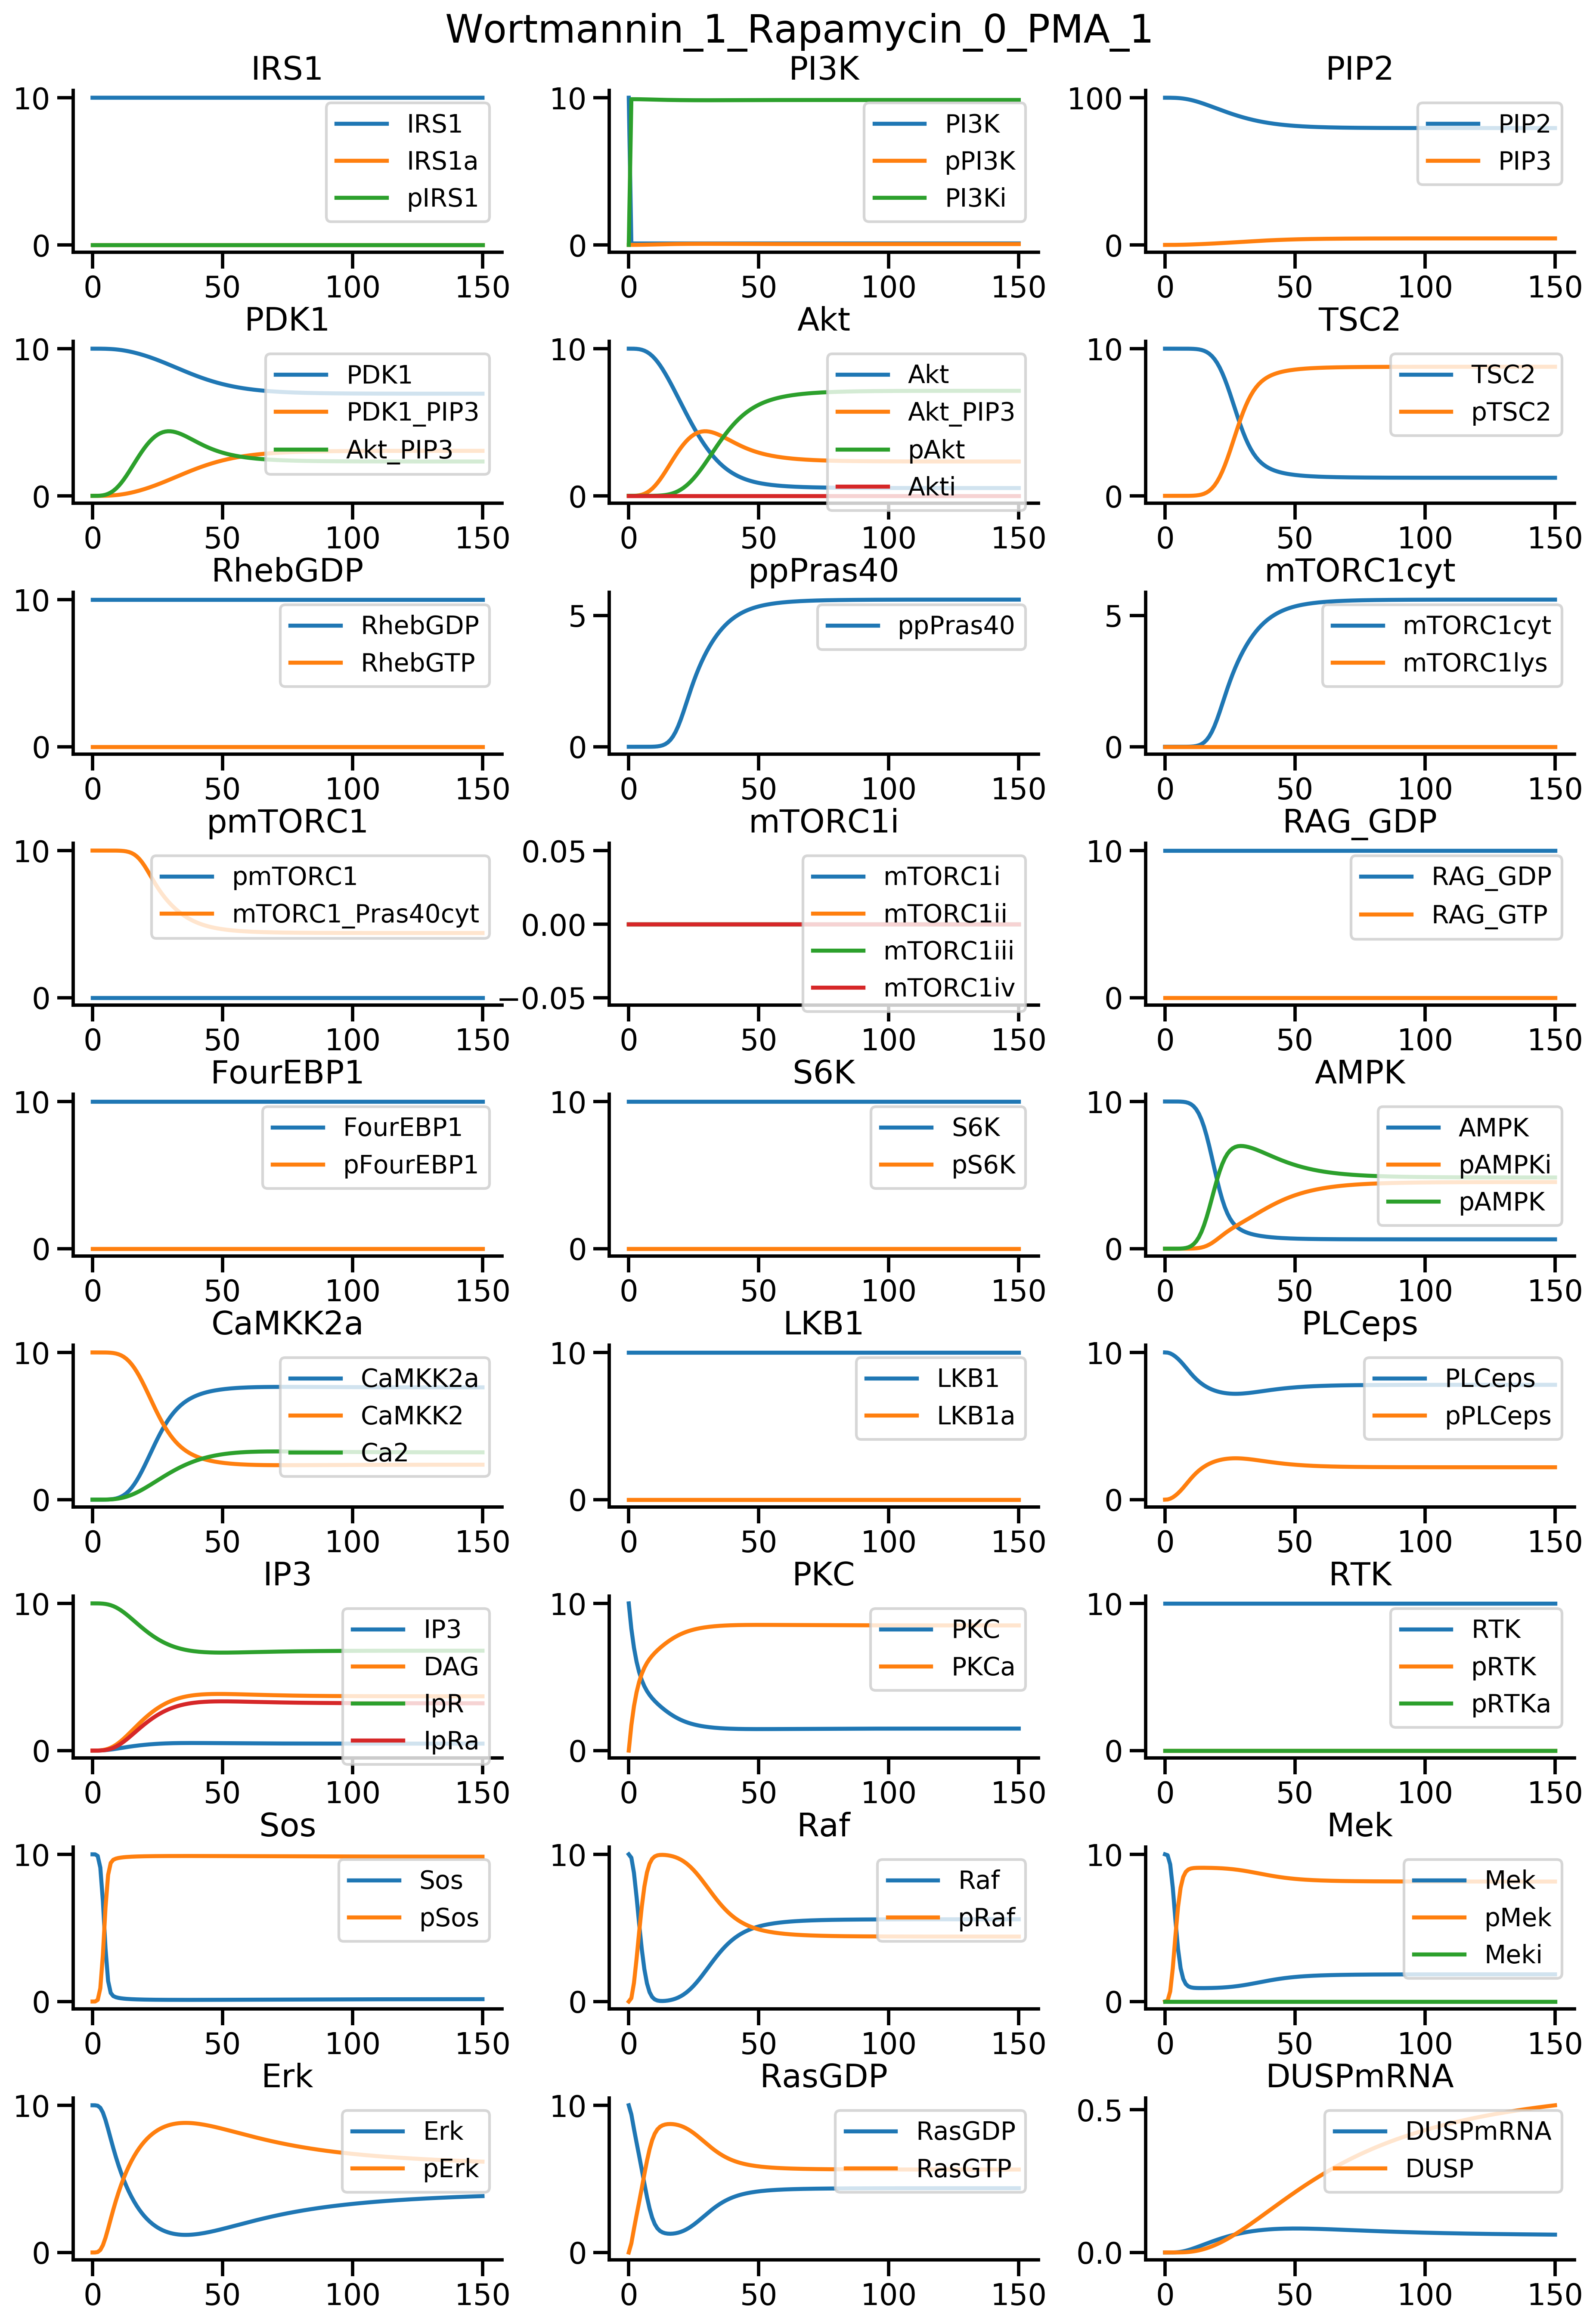 Wortmannin_1_Rapamycin_0_PMA_1
IRS1 PI3K PIP2
10 10 100
IRS1 PI3K PIP2
IRS1a pPI3K PIP3
pIRS1 PI3Ki
0 0 0
0 50 100 150 0 50 100 150 0 50 100 150
PDK1 Akt TSC2
10 10 10
PDK1 Akt TSC2
PDK1_PIP3 Akt_PIP3 pTSC2
Akt_PIP3 pAkt
Akti
0 0 0
0 50 100 150 0 50 100 150 0 50 100 150
RhebGDP ppPras40 mTORC1cyt
10 5 5
RhebGDP ppPras40 mTORC1cyt
RhebGTP mTORC1lys
0 0 0
0 50 100 150 0 50 100 150 0 50 100 150
pmTORC1 mTORC1i RAG_GDP
10 0.05 10
pmTORC1 mTORC1i RAG_GDP
mTORC1_Pras40cyt mTORC1ii RAG_GTP
0.00
mTORC1iii
mTORC1iv
0 −0.05 0
0 50 100 150 0 50 100 150 0 50 100 150
FourEBP1 S6K AMPK
10 10 10
FourEBP1 S6K AMPK
pFourEBP1 pS6K pAMPKi
pAMPK
0 0 0
0 50 100 150 0 50 100 150 0 50 100 150
CaMKK2a LKB1 PLCeps
10 10 10
CaMKK2a LKB1 PLCeps
CaMKK2 LKB1a pPLCeps
Ca2
0 0 0
0 50 100 150 0 50 100 150 0 50 100 150
IP3 PKC RTK
10 10 10
IP3 PKC RTK
DAG PKCa pRTK
IpR pRTKa
IpRa
0 0 0
0 50 100 150 0 50 100 150 0 50 100 150
Sos Raf Mek
10 10 10
Sos Raf Mek
pSos pRaf pMek
Meki
0 0 0
0 50 100 150 0 50 100 150 0 50 100 150
Erk RasGDP DUSPmRNA
10 10 0.5
Erk RasGDP DUSPmRNA
pErk RasGTP DUSP
0 0 0.0
0 50 100 150 0 50 100 150 0 50 100 150